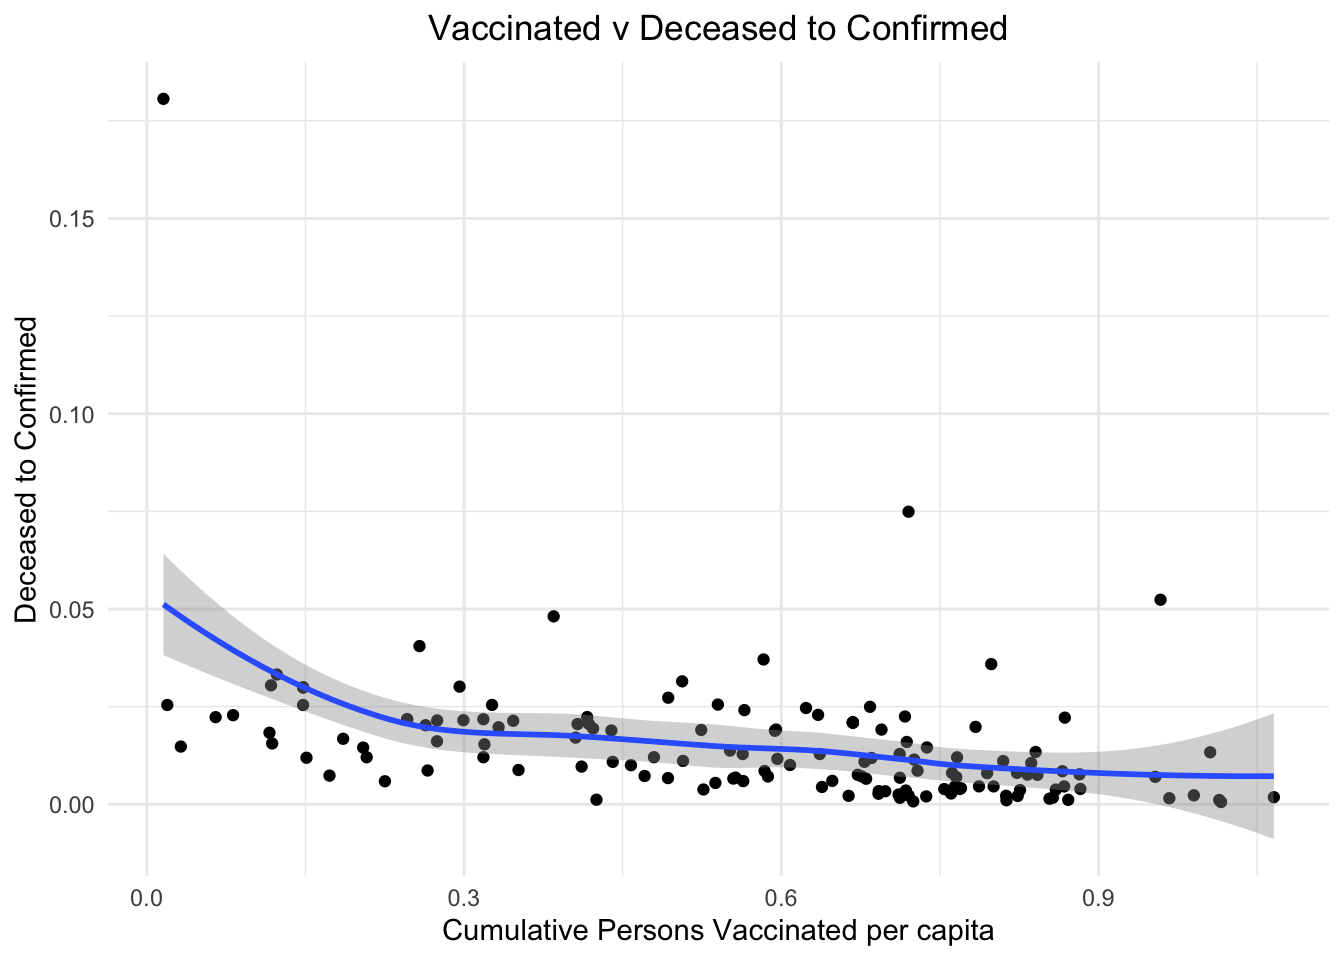 Vaccinated v Deceased to Confirmed
0.15
0.10
0.05
0.00
Deceased to Confirmed
0.0 0.3 0.6 0.9
Cumulative Persons Vaccinated per capita